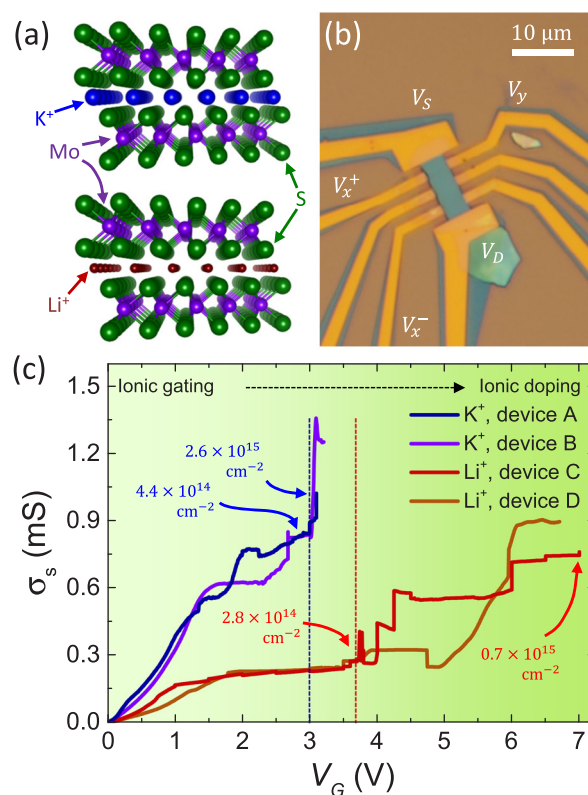 (a)
K⁺
Mo
S
Li⁺
(b)
10 μm
V_S
V_y
V_x⁺
V_D
V_x⁻
(c)
Ionic gating
Ionic doping
K⁺, device A
K⁺, device B
Li⁺, device C
Li⁺, device D
2.6 × 10¹⁵
cm⁻²
4.4 × 10¹⁴
cm⁻²
2.8 × 10¹⁴
cm⁻²
0.7 × 10¹⁵
cm⁻²
1.5
1.2
0.9
0.6
0.3
0.0
σ_s (mS)
0 1 2 3 4 5 6 7
V_G (V)